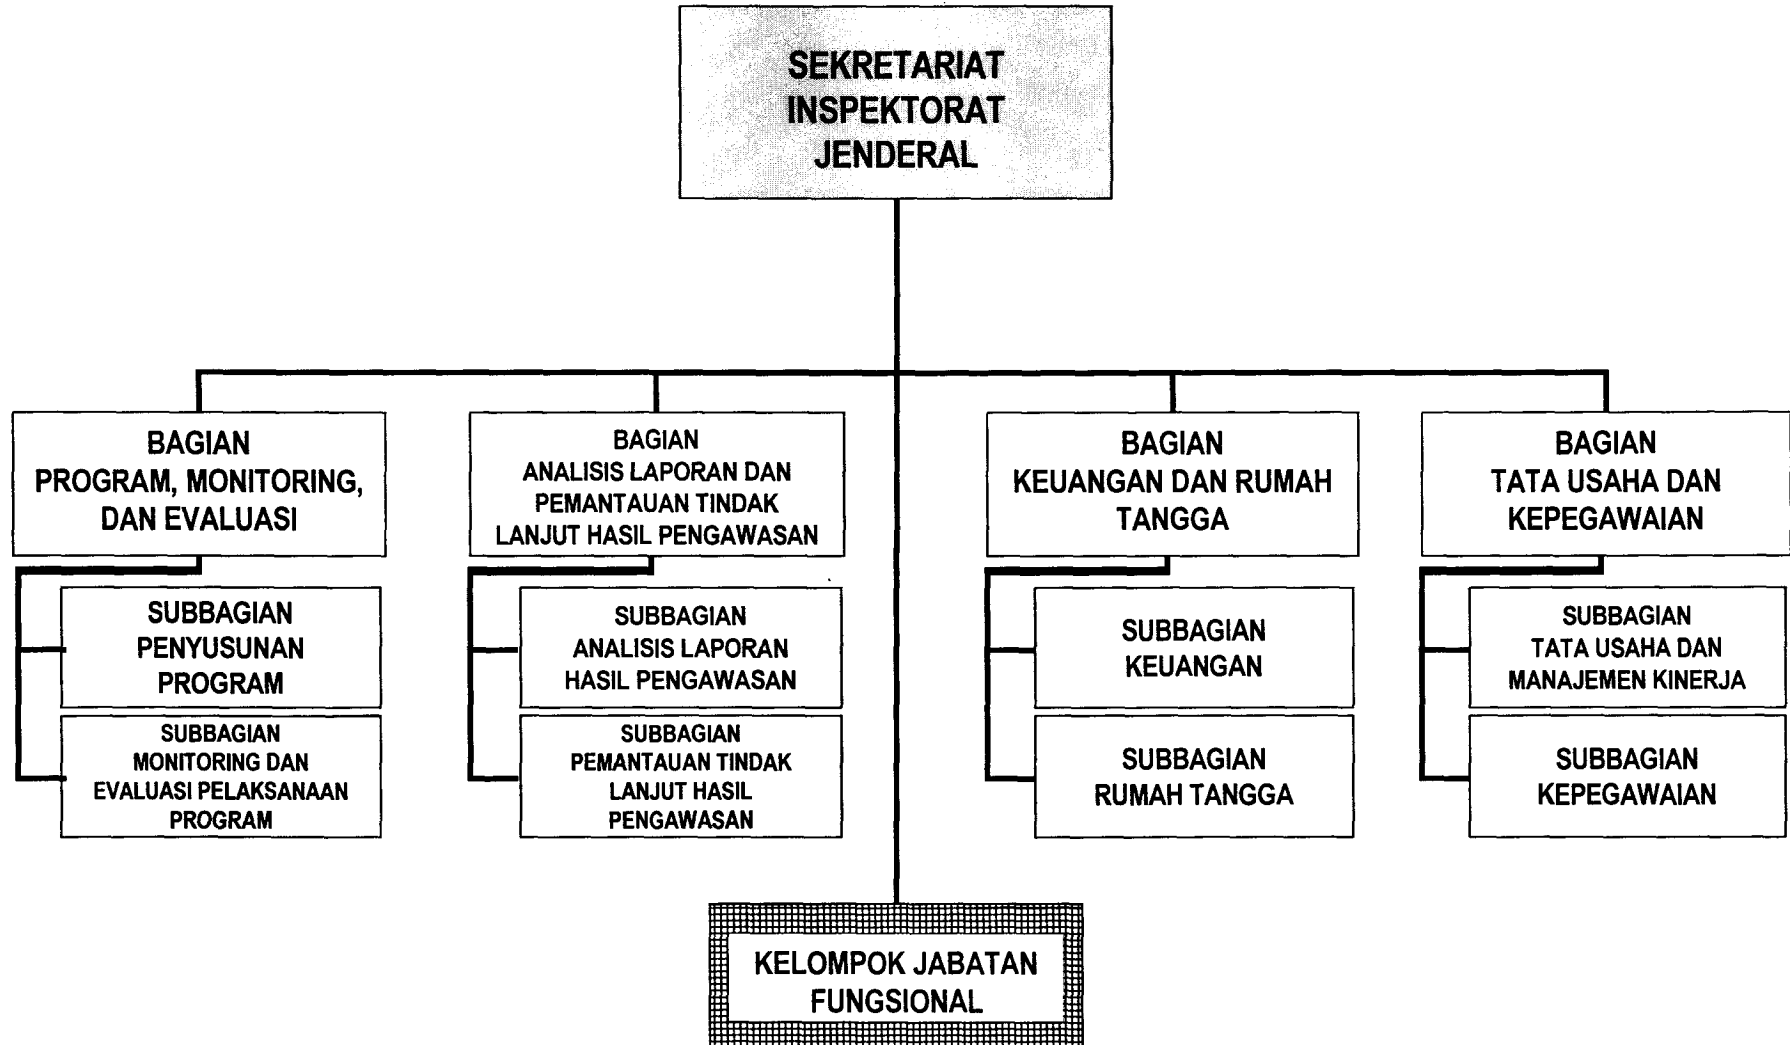 SEKRETARIAT
INSPEKTORAT
JENDERAL
BAGIAN
PROGRAM, MONITORING,
DAN EVALUASI
BAGIAN
ANALISIS LAPORAN DAN
PEMANTAUAN TINDAK
LANJUT HASIL PENGAWASAN
BAGIAN
KEUANGAN DAN RUMAH
TANGGA
BAGIAN
TATA USAHA DAN
KEPEGAWAIAN
SUBBAGIAN
PENYUSUNAN
PROGRAM
SUBBAGIAN
MONITORING DAN
EVALUASI PELAKSANAAN
PROGRAM
SUBBAGIAN
ANALISIS LAPORAN
HASIL PENGAWASAN
SUBBAGIAN
PEMANTAUAN TINDAK
LANJUT HASIL
PENGAWASAN
SUBBAGIAN
KEUANGAN
SUBBAGIAN
RUMAH TANGGA
SUBBAGIAN
TATA USAHA DAN
MANAJEMEN KINERJA
SUBBAGIAN
KEPEGAWAIAN
KELOMPOK JABATAN
FUNGSIONAL